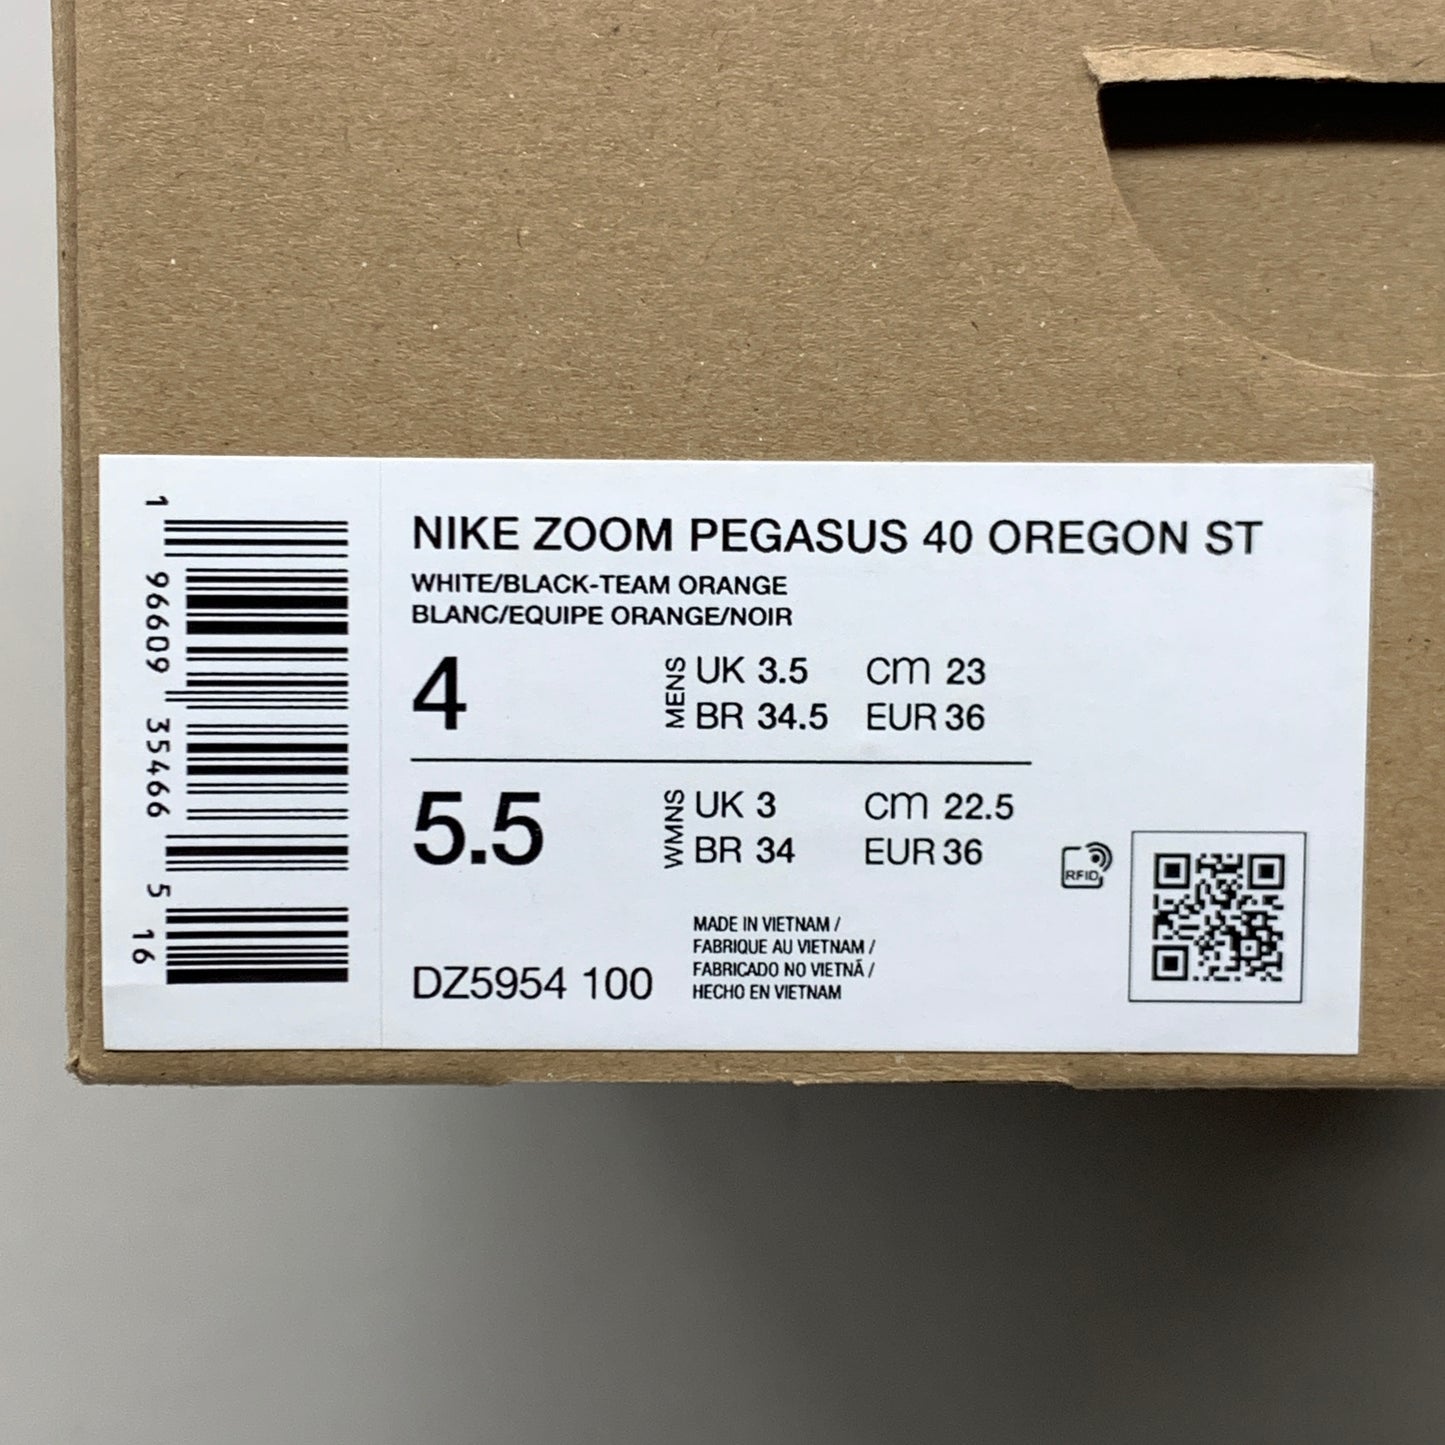 NIKE ZOOM PEGASUS 40 OREGON ST
WHITE/BLACK-TEAM ORANGE
BLANC/EQUIPE ORANGE/NOIR
4
MENS
UK 3.5 CM 23
BR 34.5 EUR 36
5.5
WMNS
UK 3 CM 22.5
BR 34 EUR 36
RFID
MADE IN VIETNAM /
FABRIQUE AU VIETNAM /
FABRICADO NO VIETNÃ /
HECHO EN VIETNAM
DZ5954 100
1 96609 35466 5 16